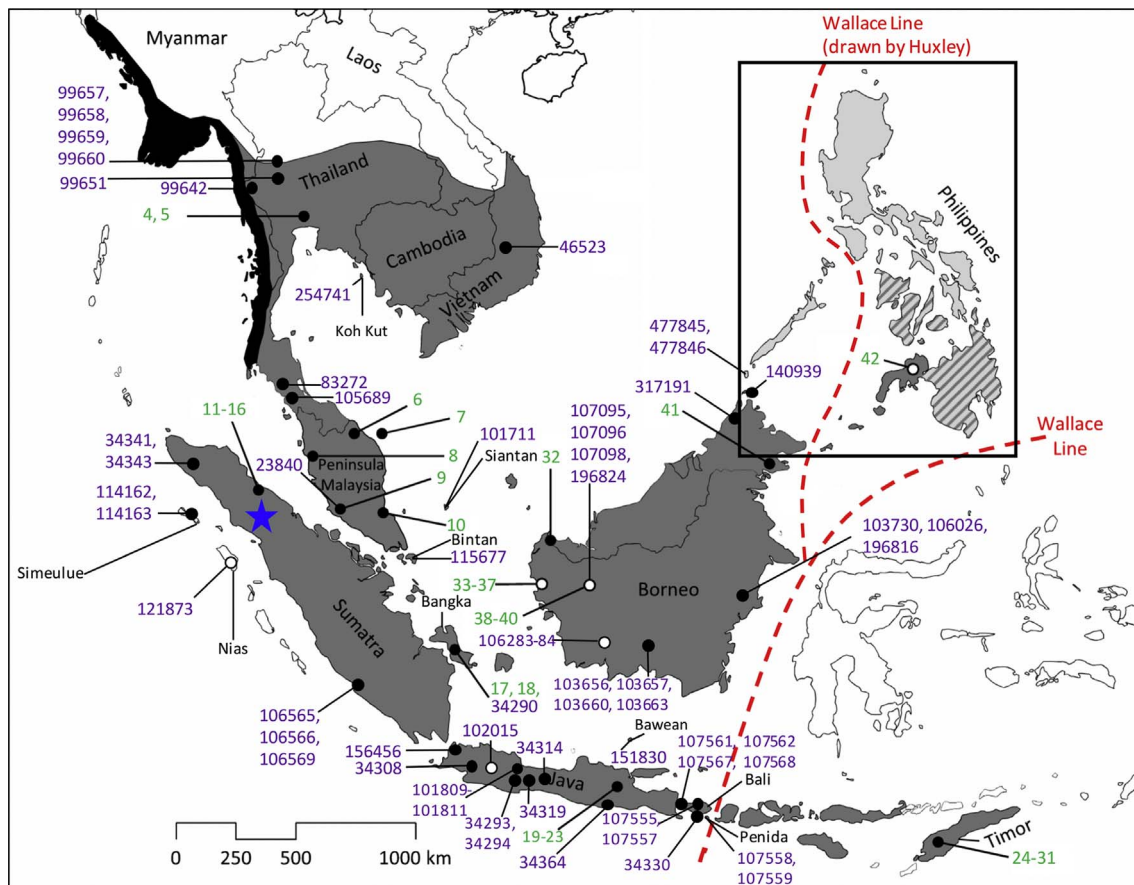 Wallace Line
(drawn by Huxley)
Myanmar
Laos
99657,
99658,
99659,
99660
99651
99642
4, 5
Thailand
Cambodia
Vietnam
46523
254741
Koh Kut
Philippines
42
477845,
477846
140939
317191
41
Wallace
Line
83272
105689
6
7
8
9
10
11-16
34341,
34343
23840
Peninsula
Malaysia
101711
Siantan
32
107095,
107096
107098,
196824
114162,
114163
Bintan
115677
103730, 106026,
196816
Simeulue
121873
Nias
Sumatra
Bangka
33-37
38-40
Borneo
106283-84
17, 18,
34290
103656, 103657,
103660, 103663
106565,
106566,
106569
156456
34308
102015
34314
Java
Bawean
151830
107561, 107562
107567, 107568
Bali
101809-
101811
34293,
34294
34319
19-23
34364
107555,
107557
34330
Penida
107558,
107559
Timor
24-31
0 250 500 1000 km